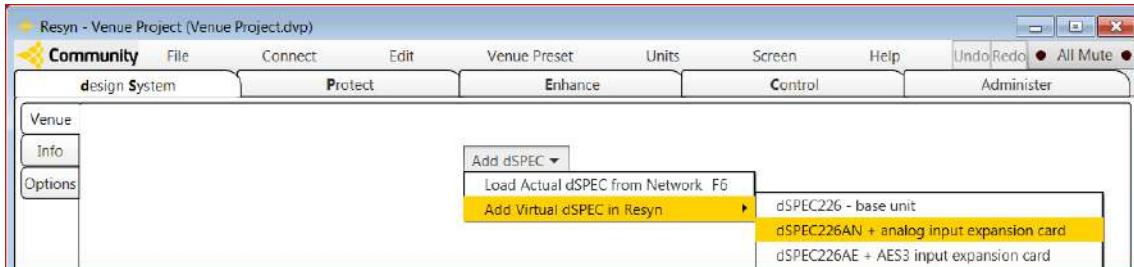 Resyn - Venue Project (Venue Project.dvp)
Community File Connect Edit Venue Preset Units Screen Help Undo Redo All Mute
design System Protect Enhance Control Administer
Venue
Info
Options
Add dSPEC
Load Actual dSPEC from Network F6
Add Virtual dSPEC in Resyn
dSPEC226 - base unit
dSPEC226AN + analog input expansion card
dSPEC226AE + AES3 input expansion card